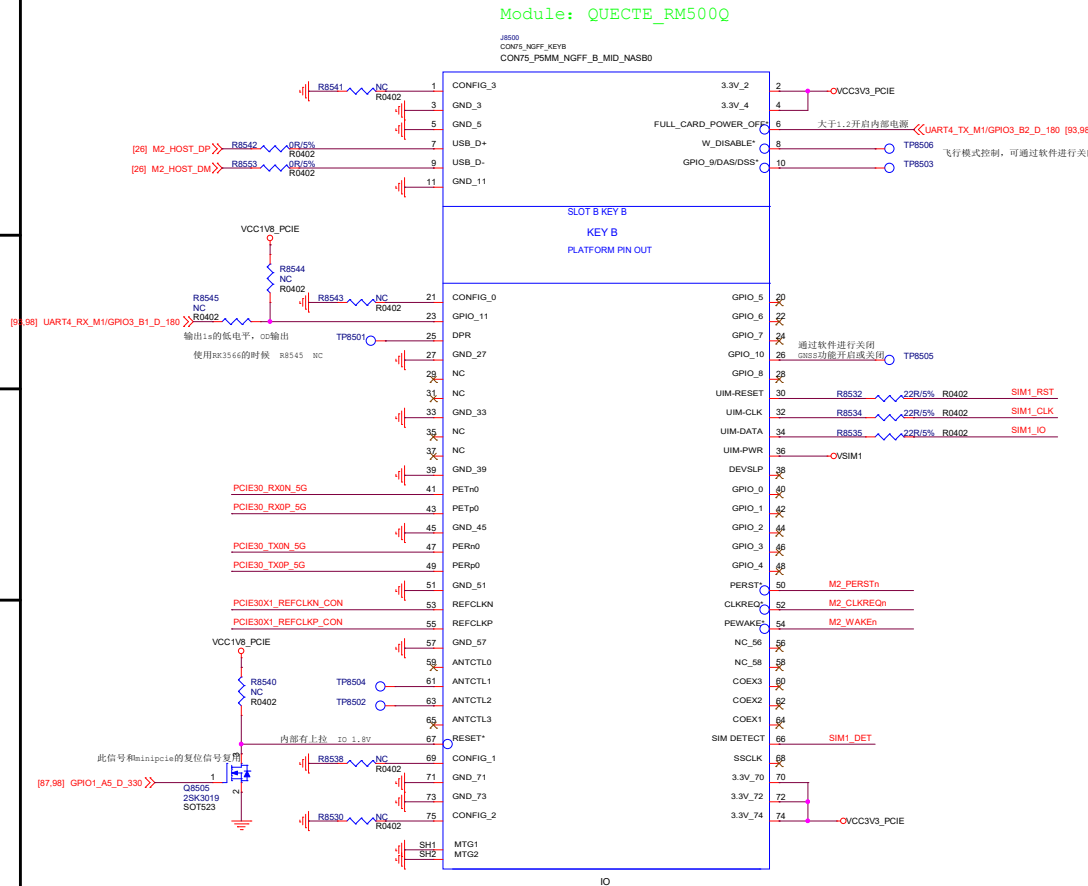 Module: QUECTE_RM500Q
J8500
CON75_NGFF_KEYB
CON75_P5MM_NGFF_B_MID_NASB0
R8541 NC R0402 1 CONFIG_3
3 GND_3
5 GND_5
[26] M2_HOST_DP R8542 0R/5% R0402 7 USB_D+
[26] M2_HOST_DM R8553 0R/5% R0402 9 USB_D-
11 GND_11
3.3V_2 2 VCC3V3_PCIE
3.3V_4 4
FULL_CARD_POWER_OFF* 6 大于1.2开启内部电源 UART4_TX_M1/GPIO3_B2_D_180 [93,98
W_DISABLE* 8 TP8506
飞行模式控制，可通过软件进行关
GPIO_9/DAS/DSS* 10 TP8503
SLOT B KEY B
KEY B
PLATFORM PIN OUT
VCC1V8_PCIE
R8544
NC
R0402
R8545
NC
R0402
R8543 NC R0402 21 CONFIG_0
UART4_RX_M1/GPIO3_B1_D_180 23 GPIO_11
输出1s的低电平，OD输出
使用RK3566的时候 R8545 NC
TP8501 25 DPR
27 GND_27
29 NC
31 NC
33 GND_33
35 NC
37 NC
39 GND_39
PCIE30_RX0N_5G 41 PETn0
PCIE30_RX0P_5G 43 PETp0
45 GND_45
PCIE30_TX0N_5G 47 PERn0
PCIE30_TX0P_5G 49 PERp0
51 GND_51
PCIE30X1_REFCLKN_CON 53 REFCLKN
PCIE30X1_REFCLKP_CON 55 REFCLKP
57 GND_57
59 ANTCTL0
TP8504 61 ANTCTL1
TP8502 63 ANTCTL2
65 ANTCTL3
VCC1V8_PCIE
R8540
NC
R0402
内部有上拉 IO 1.8V 67 RESET*
此信号和minipcie的复位信号复用
R8538 NC R0402 69 CONFIG_1
71 GND_71
73 GND_73
R8530 NC R0402 75 CONFIG_2
[87,98] GPIO1_A5_D_330 1
3
2
Q8505
2SK3019
SOT523
SH1 MTG1
SH2 MTG2
GPIO_5 20
GPIO_6 22
GPIO_7 24
通过软件进行关闭
GPIO_10 26 GNSS功能开启或关闭 TP8505
GPIO_8 28
UIM-RESET 30 R8532 22R/5% R0402 SIM1_RST
UIM-CLK 32 R8534 22R/5% R0402 SIM1_CLK
UIM-DATA 34 R8535 22R/5% R0402 SIM1_IO
UIM-PWR 36 VSIM1
DEVSLP 38
GPIO_0 40
GPIO_1 42
GPIO_2 44
GPIO_3 46
GPIO_4 48
PERST* 50 M2_PERSTn
CLKREQ* 52 M2_CLKREQn
PEWAKE* 54 M2_WAKEn
NC_56 56
NC_58 58
COEX3 60
COEX2 62
COEX1 64
SIM DETECT 66 SIM1_DET
SSCLK 68
3.3V_70 70
3.3V_72 72
3.3V_74 74 VCC3V3_PCIE
IO